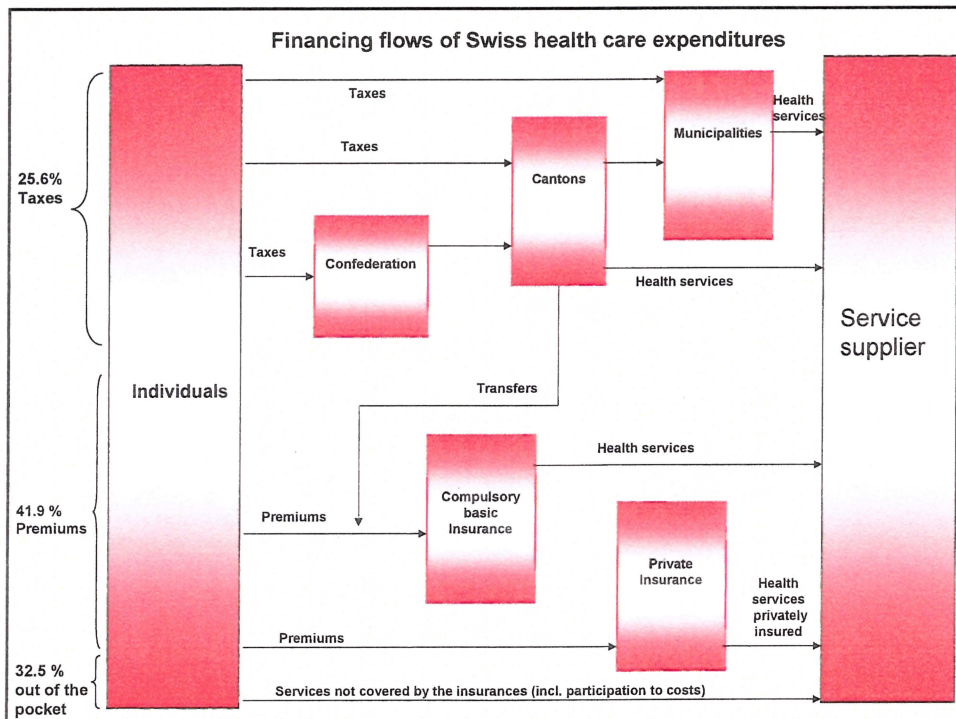 Financing flows of Swiss health care expenditures
Taxes
Health
services
Municipalities
Taxes
Cantons
25.6%
Taxes
Taxes
Confederation
Health services
Service
supplier
Individuals
Transfers
Health services
41.9 %
Premiums
Premiums
Compulsory
basic
Insurance
Private
Insurance
Health
services
privately
insured
Premiums
32.5 %
out of the
pocket
Services not covered by the insurances (incl. participation to costs)